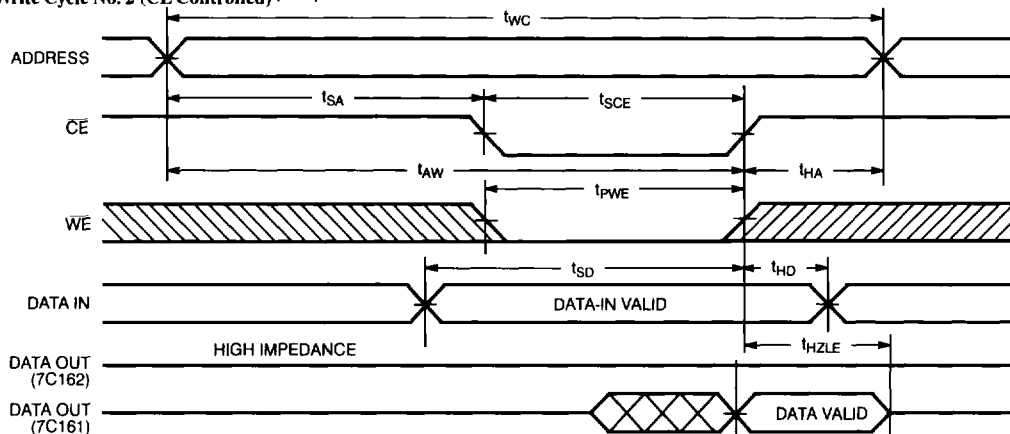 Write Cycle No. 2 (CE Controlled)
tWC
ADDRESS
tSA
tSCE
CE
tAW
tHA
tPWE
WE
tSD
tHD
DATA IN
DATA-IN VALID
HIGH IMPEDANCE
tHZLE
DATA OUT
(7C162)
DATA OUT
(7C161)
DATA VALID